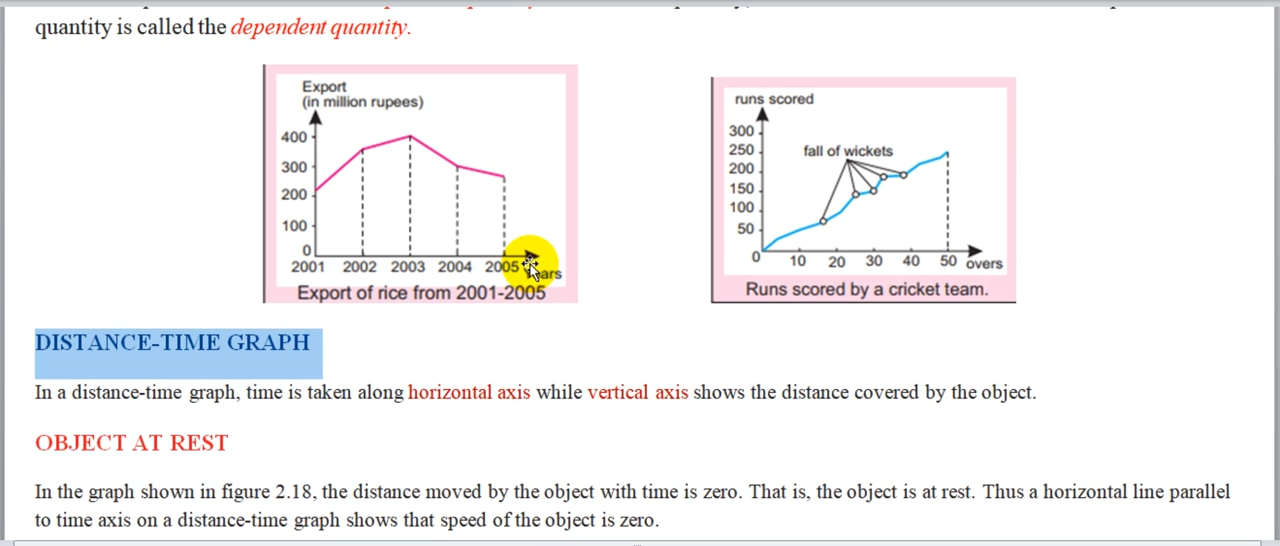 quantity is called the dependent quantity.
Export
(in million rupees)
400
300
200
100
0
2001 2002 2003 2004 2005
Export of rice from 2001-2005
runs scored
300
250
200
150
100
50
0
fall of wickets
10 20 30 40 50 overs
Runs scored by a cricket team.
DISTANCE-TIME GRAPH
In a distance-time graph, time is taken along horizontal axis while vertical axis shows the distance covered by the object.
OBJECT AT REST
In the graph shown in figure 2.18, the distance moved by the object with time is zero. That is, the object is at rest. Thus a horizontal line parallel
to time axis on a distance-time graph shows that speed of the object is zero.